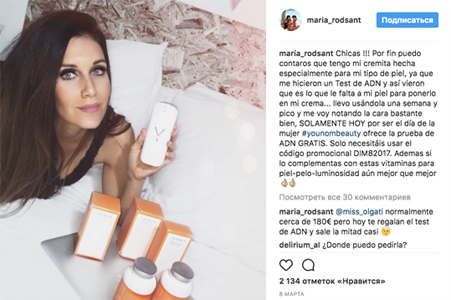 maria_rodsant
Подписаться
maria_rodsant Chicas !!! Por fin puedo
contaros que tengo mi cremita hecha
especialmente para mi tipo de piel, ya que
me hicieron un Test de ADN y así vieron
que es lo que le falta a mi piel para ponerlo
en mi crema... llevo usándola una semana y
pico y me voy notando la cara bastante
bien, SOLAMENTE HOY por ser el día de la
mujer #younombeauty ofrece la prueba de
ADN GRATIS. Solo necesitáis usar el
código promocional DIM82017. Ademas si
lo complementas con estas vitaminas para
piel-pelo-luminosidad aún mejor que mejor
👌👌
Посмотреть все 30 комментариев
maria_rodsant @miss_olgati normalmente
cerca de 180€ pero hoy te regalan el test
de ADN y sale la mitad casi 😉
delirium_al ¿Donde puedo pedirla?
2 134 отметок «Нравится»
8 МАРТА